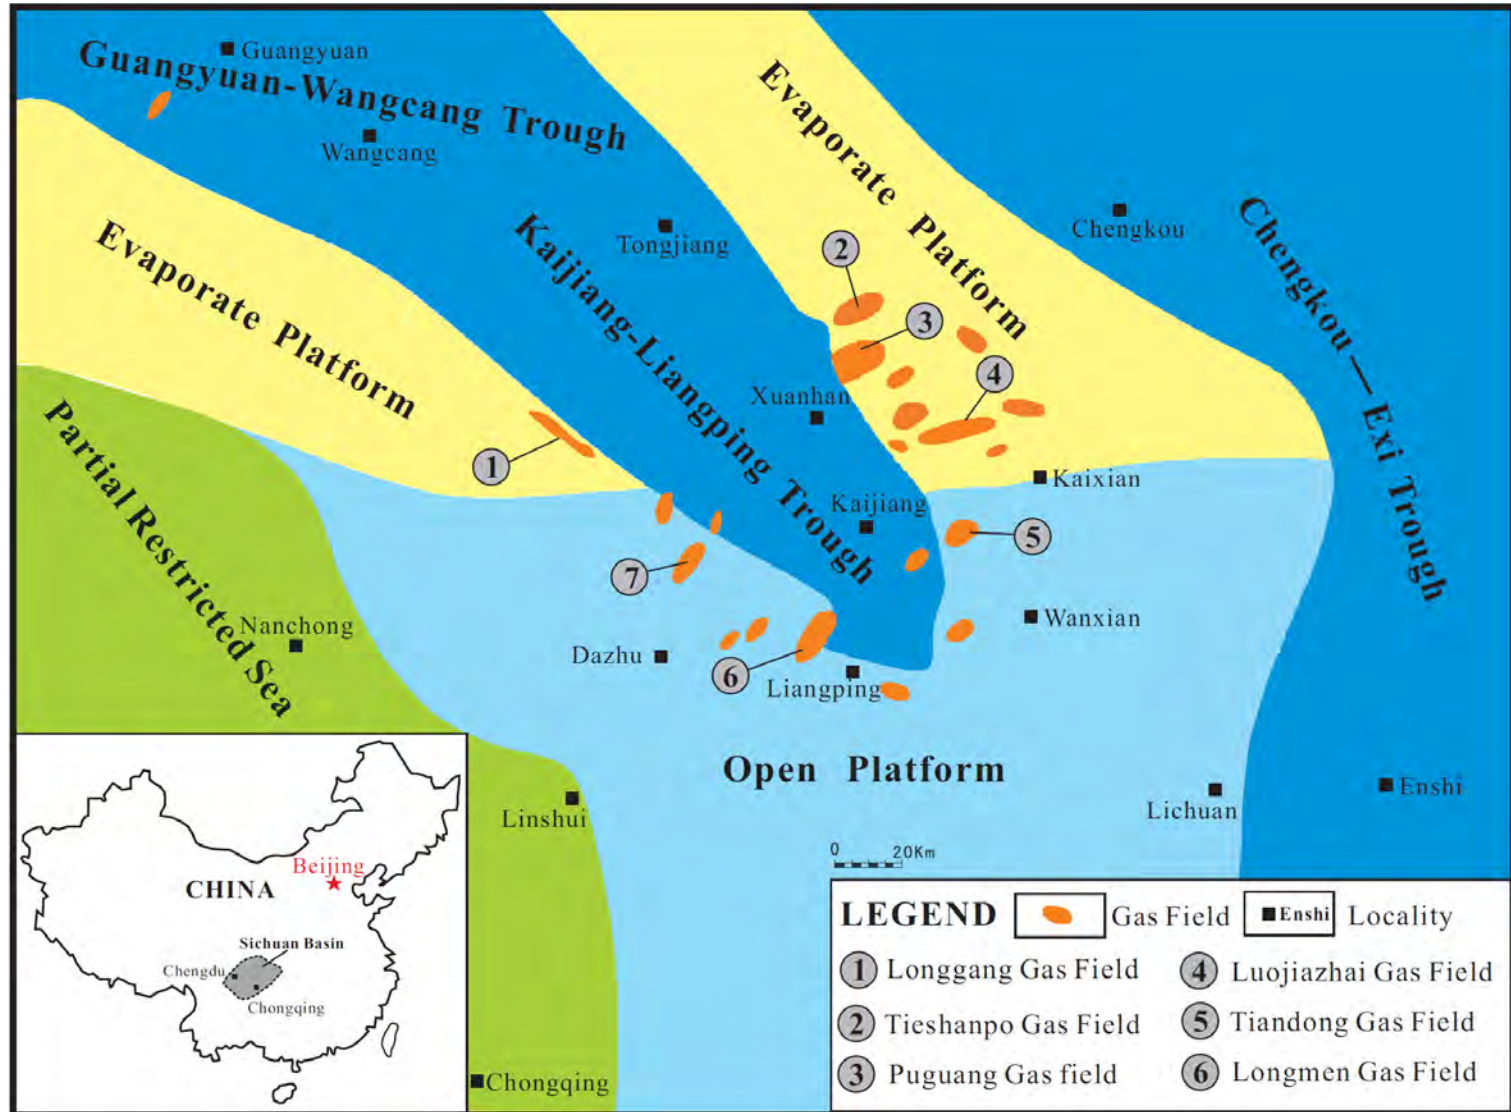 Guangyuan
Guangyuan-Wangcang Trough
Wangcang
Evaporate Platform
Chengkou
Chengkou—Exi Trough
Tongjiang
Kaijiang-Liangping Trough
Evaporate Platform
2
3
4
Xuanhan
Partial Restricted Sea
1
Kaixian
Kaijiang
5
7
Nanchong
Wanxian
Dazhu
6
Liangping
Open Platform
Linshui
Lichuan
Enshi
0 20Km
Chongqing
Beijing
CHINA
Sichuan Basin
Chengdu
Chongqing
LEGEND Gas Field Enshi Locality
1 Longgang Gas Field
4 Luojiazhai Gas Field
2 Tieshanpo Gas Field
5 Tiandong Gas Field
3 Puguang Gas field
6 Longmen Gas Field